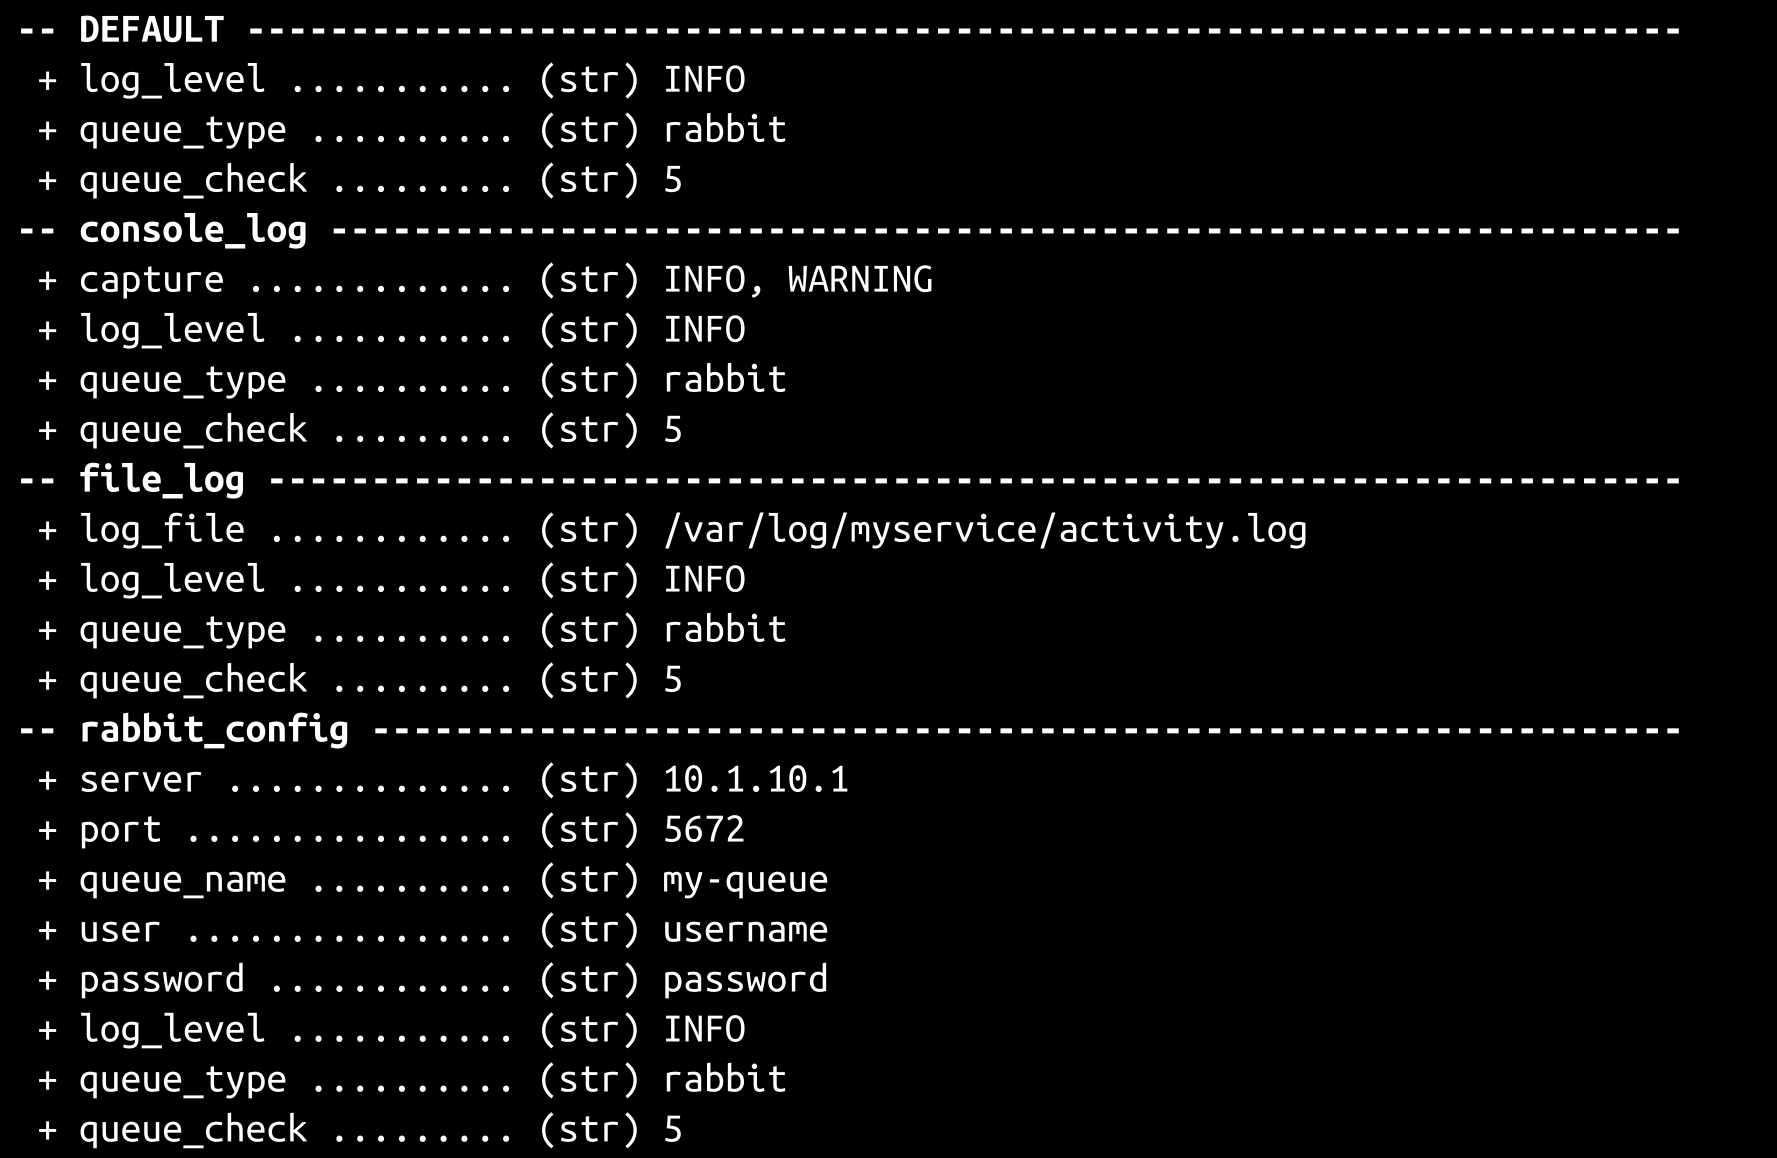 -- DEFAULT ---------------------------------------------------------------------
 + log_level ........... (str) INFO
 + queue_type .......... (str) rabbit
 + queue_check ......... (str) 5
-- console_log -----------------------------------------------------------------
 + capture ............. (str) INFO, WARNING
 + log_level ........... (str) INFO
 + queue_type .......... (str) rabbit
 + queue_check ......... (str) 5
-- file_log --------------------------------------------------------------------
 + log_file ............ (str) /var/log/myservice/activity.log
 + log_level ........... (str) INFO
 + queue_type .......... (str) rabbit
 + queue_check ......... (str) 5
-- rabbit_config ---------------------------------------------------------------
 + server .............. (str) 10.1.10.1
 + port ................ (str) 5672
 + queue_name .......... (str) my-queue
 + user ................ (str) username
 + password ............ (str) password
 + log_level ........... (str) INFO
 + queue_type .......... (str) rabbit
 + queue_check ......... (str) 5